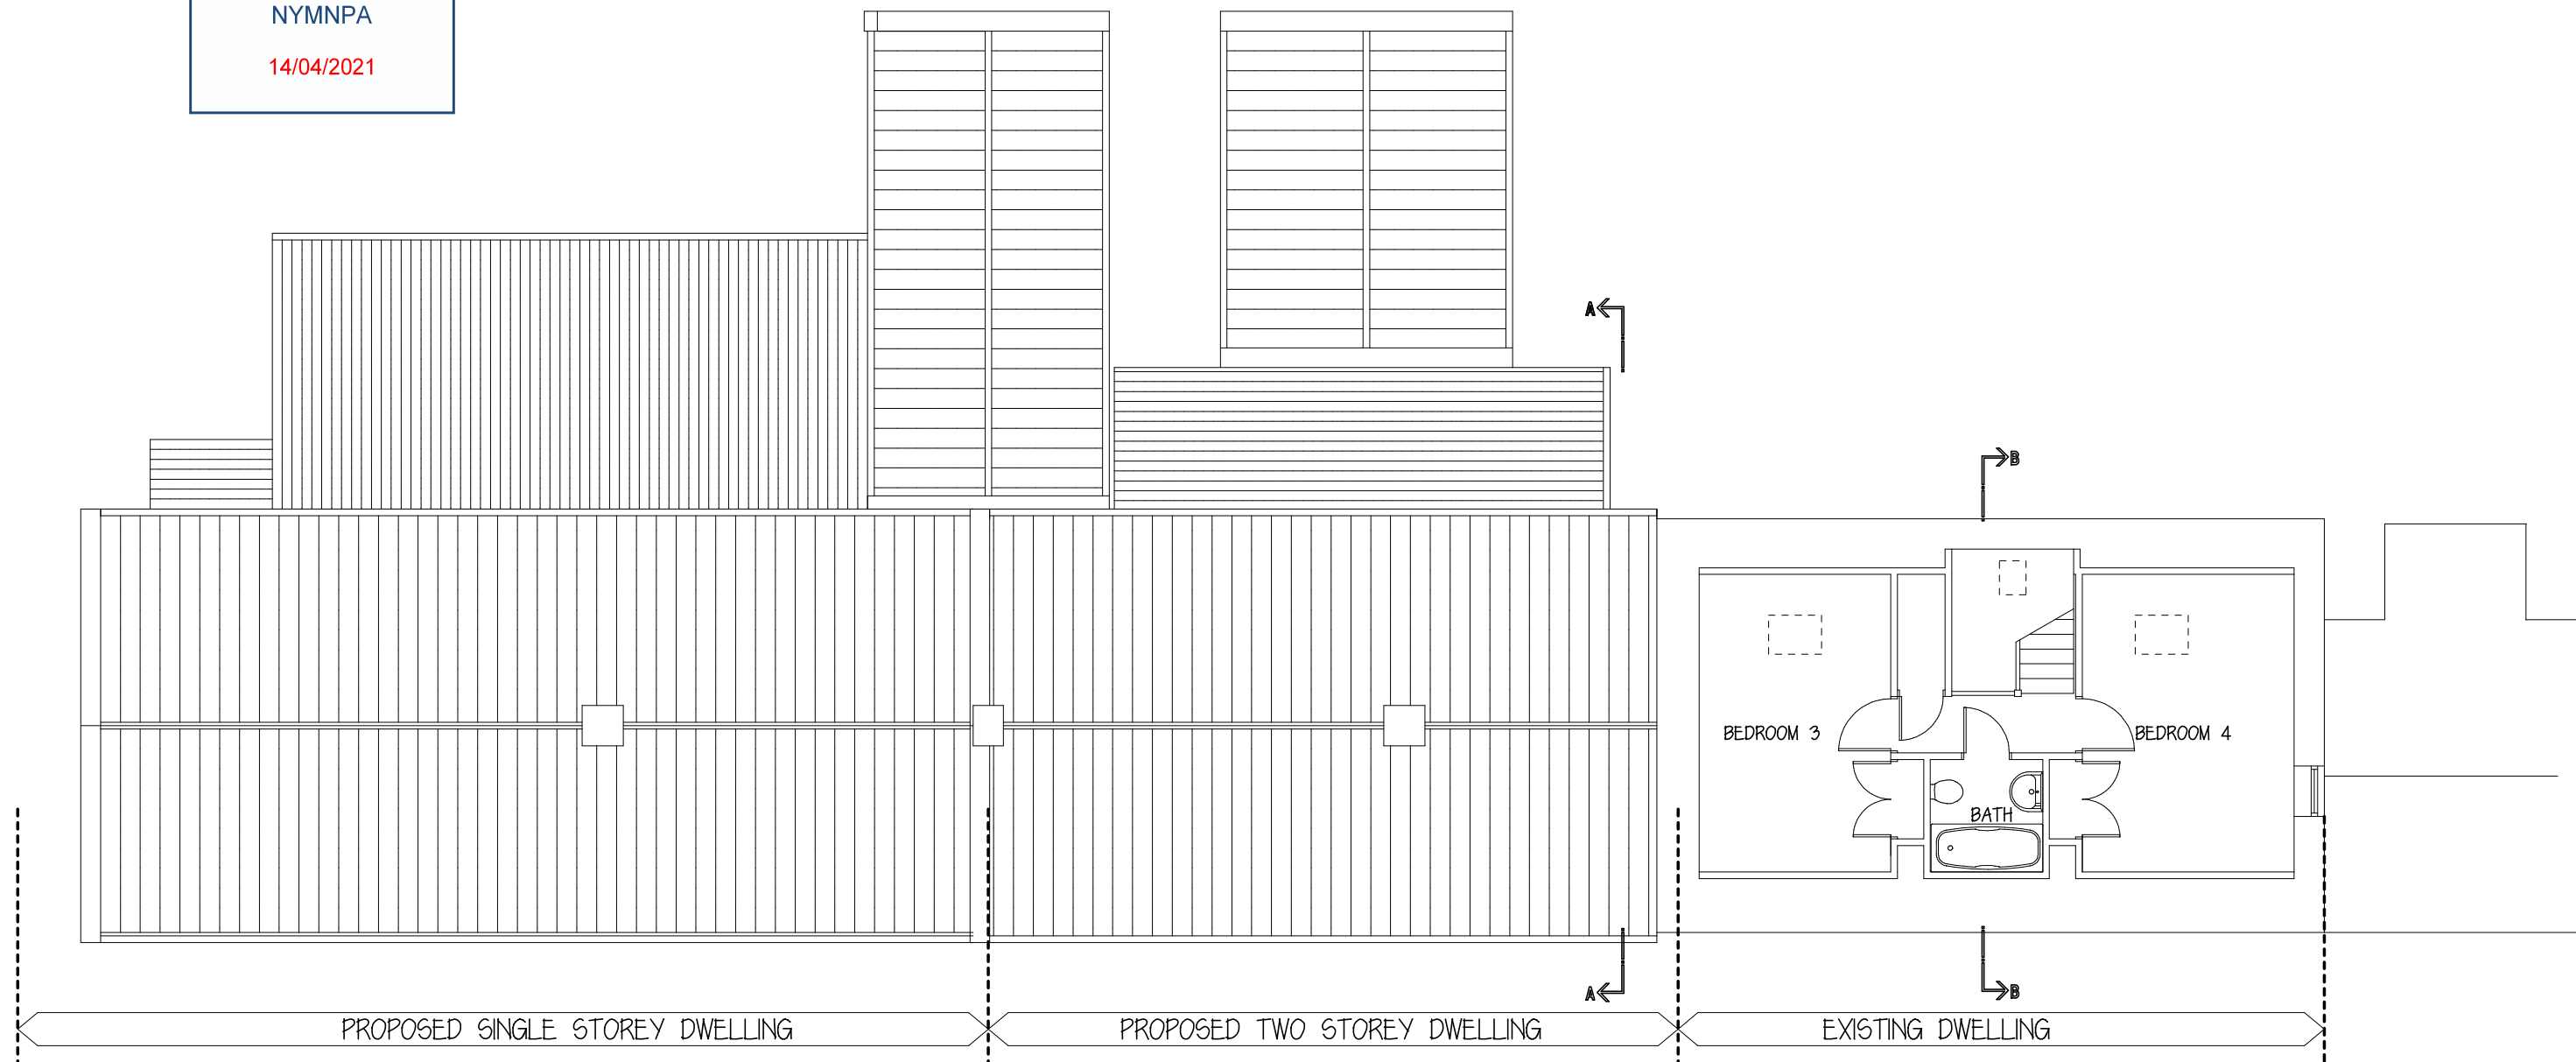 NYMNPA
14/04/2021
A
B
BEDROOM 3
BEDROOM 4
BATH
A
B
PROPOSED SINGLE STOREY DWELLING
PROPOSED TWO STOREY DWELLING
EXISTING DWELLING